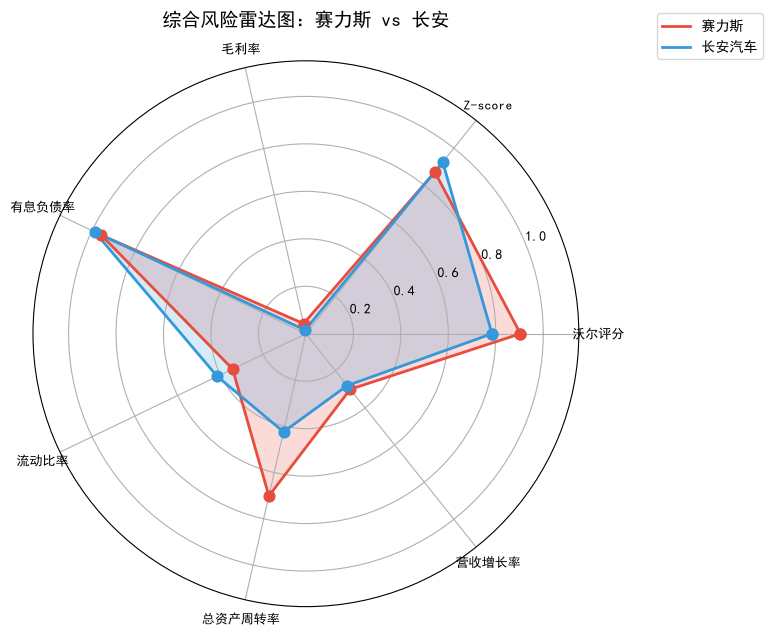 综合风险雷达图：赛力斯 vs 长安
赛力斯
长安汽车
毛利率
Z-score
有息负债率
1.0
0.8
0.6
0.4
0.2
沃尔评分
流动比率
营收增长率
总资产周转率